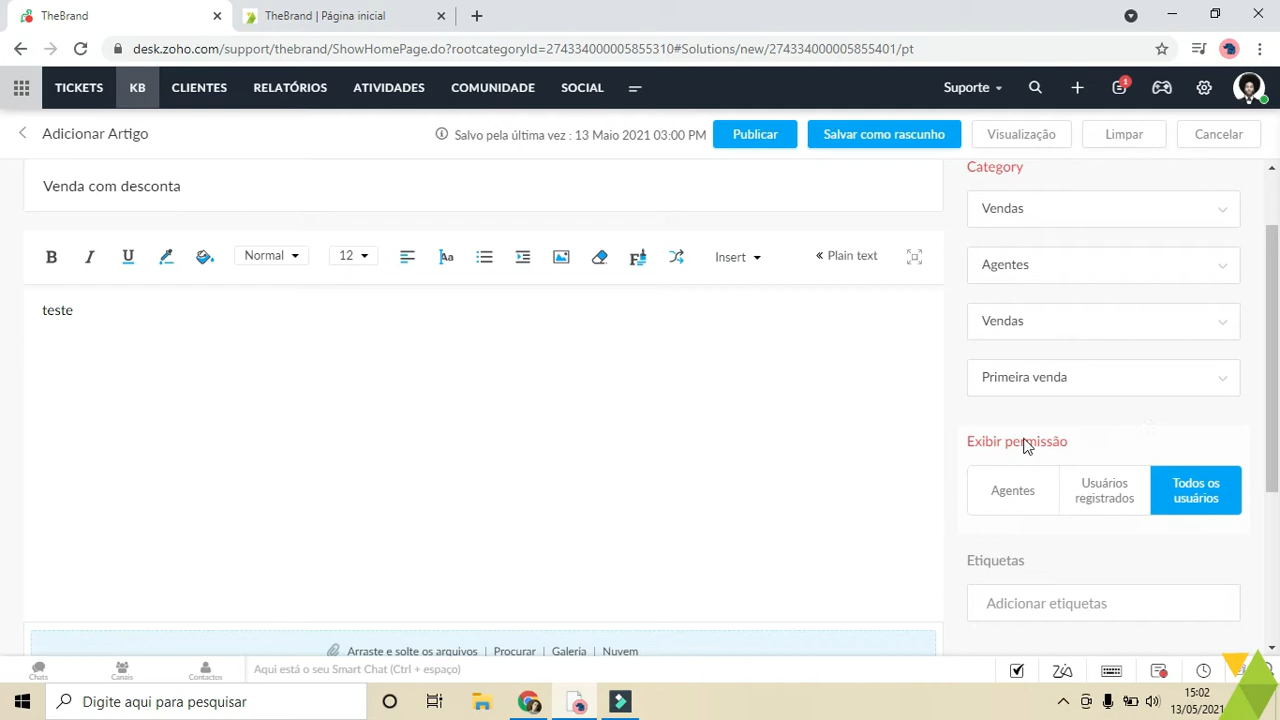 TheBrand
TheBrand | Página inicial
desk.zoho.com/support/thebrand/ShowHomePage.do?rootcategoryId=274334000005855310#Solutions/new/274334000005855401/pt
TICKETS KB CLIENTES RELATÓRIOS ATIVIDADES COMUNIDADE SOCIAL
Suporte
1
Adicionar Artigo
Salvo pela última vez : 13 Maio 2021 03:00 PM
Publicar
Salvar como rascunho
Visualização
Limpar
Cancelar
Venda com desconta
B I U Normal 12 Aa Insert « Plain text
teste
Arraste e solte os arquivos | Procurar | Galeria | Nuvem
Category
Vendas
Agentes
Vendas
Primeira venda
Exibir permissão
Agentes
Usuários registrados
Todos os usuários
Etiquetas
Adicionar etiquetas
Chats
Canais
Contactos
Aqui está o seu Smart Chat (Ctrl + espaço)
Digite aqui para pesquisar
15:02
13/05/2021